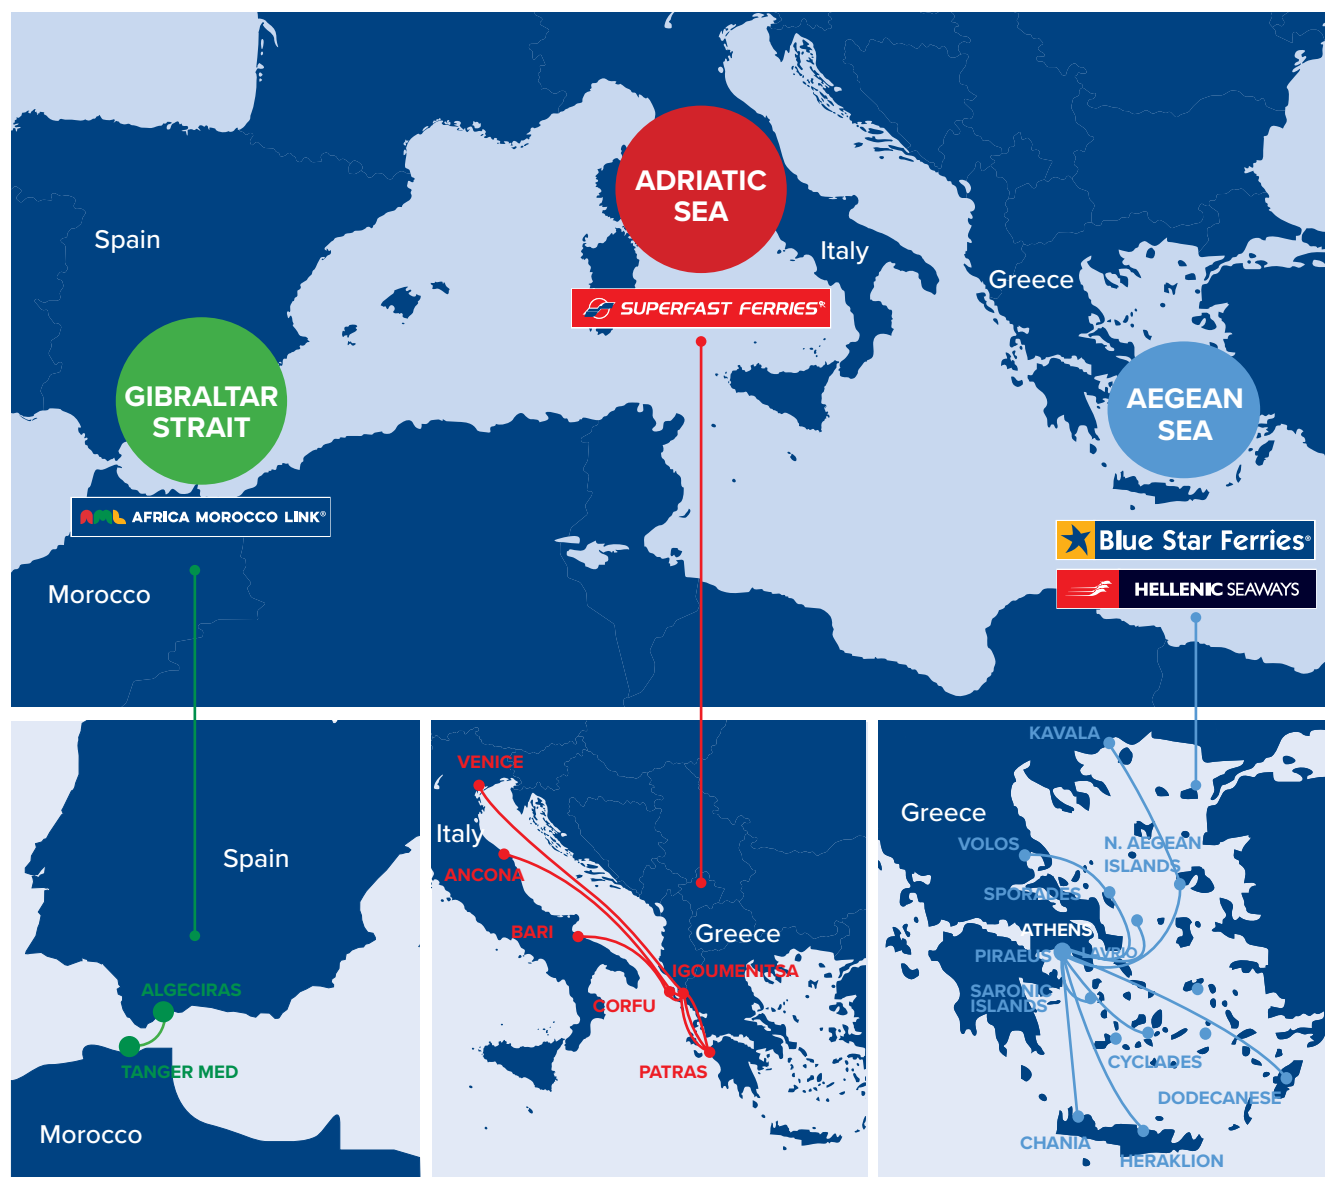 ADRIATIC
SEA
Spain
Italy
Greece
SUPERFAST FERRIES®
GIBRALTAR
STRAIT
AEGEAN
SEA
AML AFRICA MOROCCO LINK®
Blue Star Ferries®
HELLENIC SEAWAYS
Morocco
Spain
ALGECIRAS
TANGER MED
Morocco
VENICE
Italy
ANCONA
BARI
Greece
IGOUMENITSA
CORFU
PATRAS
KAVALA
Greece
VOLOS
N. AEGEAN
ISLANDS
SPORADES
ATHENS
PIRAEUS
LAVRIO
SARONIC
ISLANDS
CYCLADES
DODECANESE
CHANIA
HERAKLION